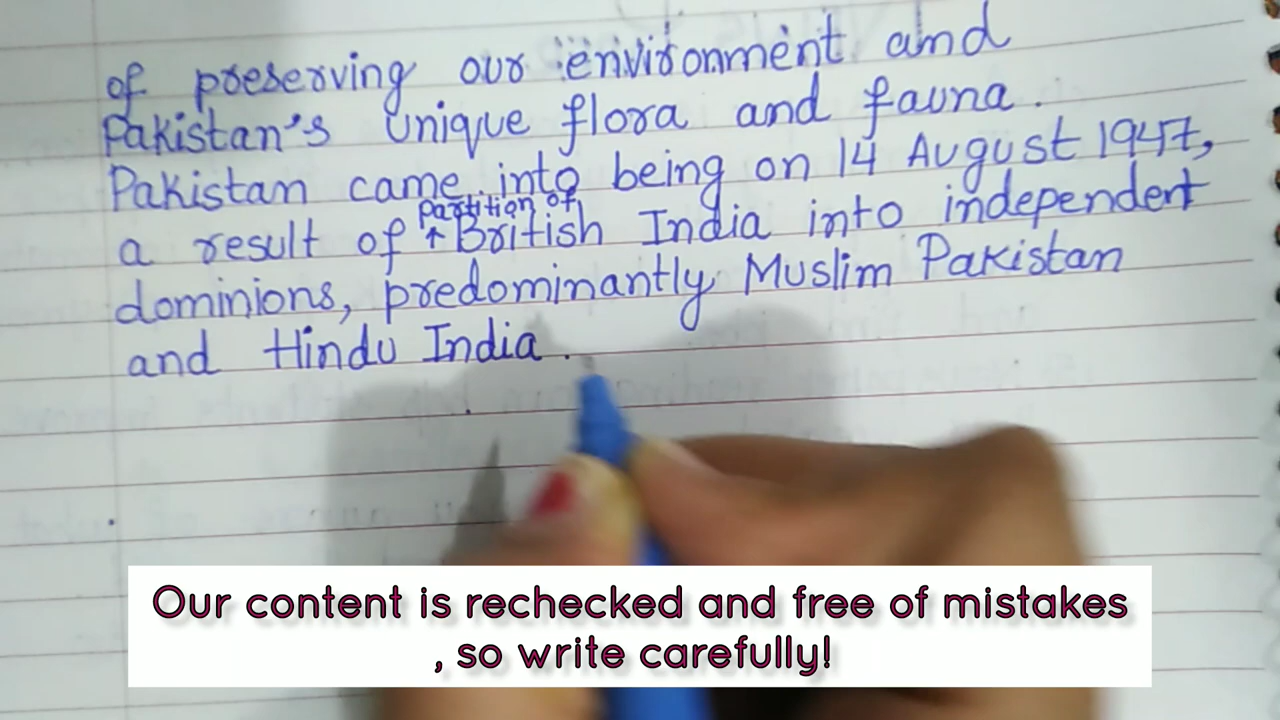 of preserving our environment and
Pakistan's Unique flora and fauna.
Pakistan came into being on 14 August 1947,
partition of
a result of ↑ British India into independent
dominions, predominantly Muslim Pakistan
and Hindu India.
Our content is rechecked and free of mistakes
, so write carefully!